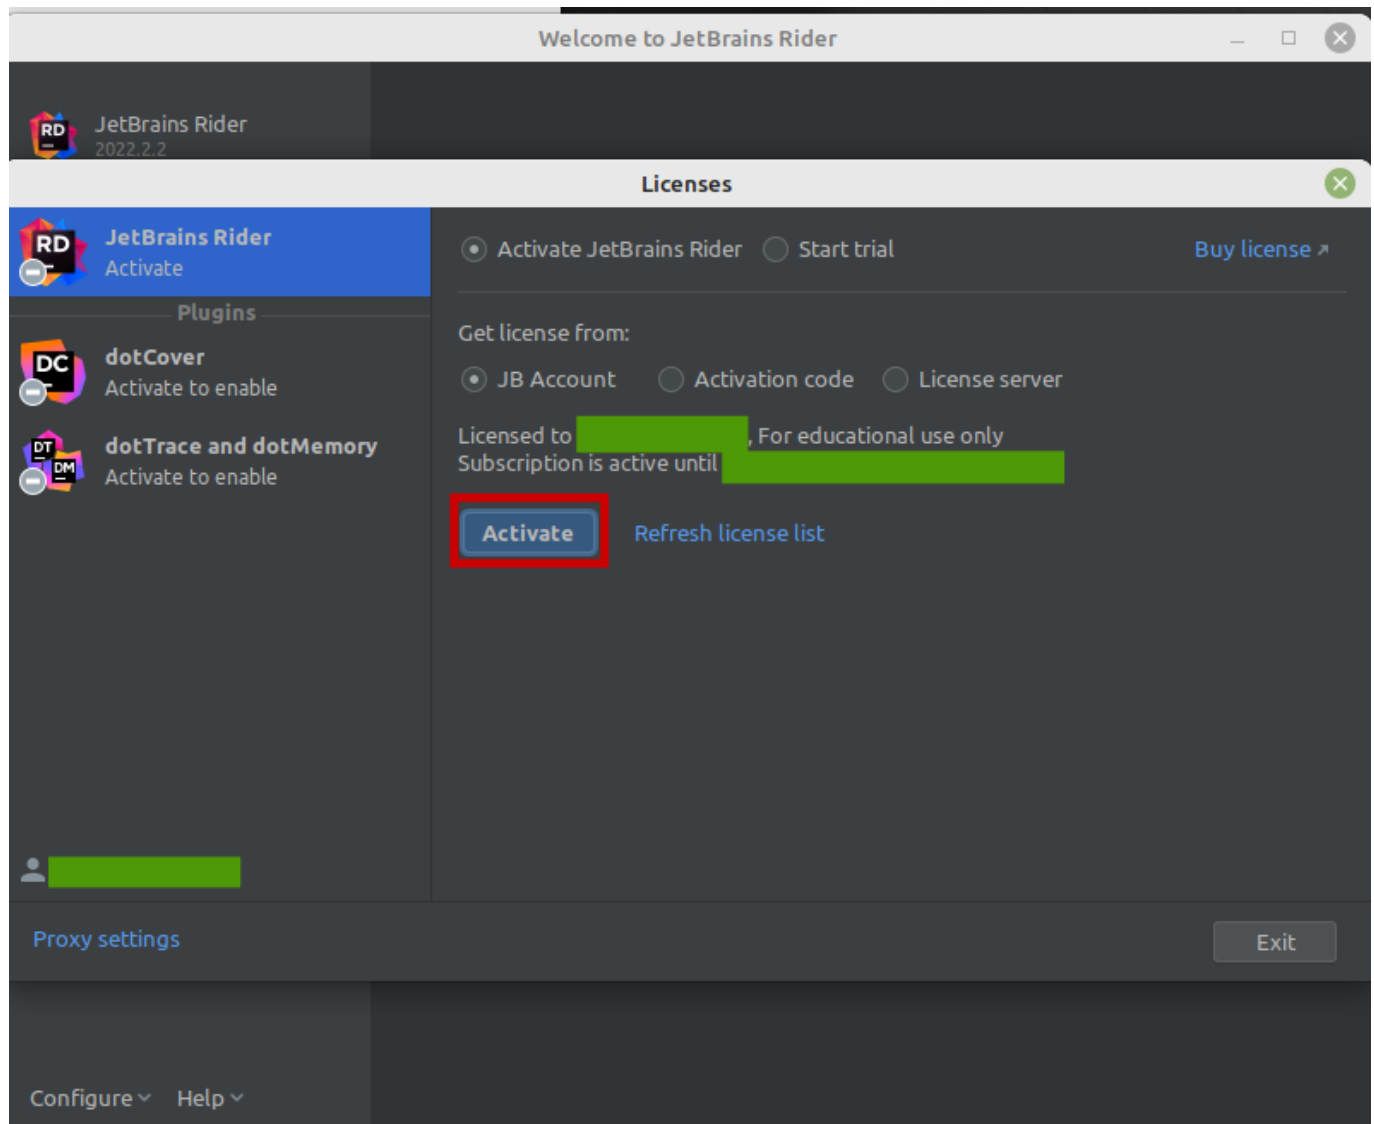 Welcome to JetBrains Rider
RD
JetBrains Rider
2022.2.2
Licenses
RD
JetBrains Rider
Activate
Plugins
DC
dotCover
Activate to enable
DT
DM
dotTrace and dotMemory
Activate to enable
Activate JetBrains Rider
Start trial
Buy license
Get license from:
JB Account
Activation code
License server
Licensed to , For educational use only
Subscription is active until
Activate
Refresh license list
Proxy settings
Exit
Configure
Help